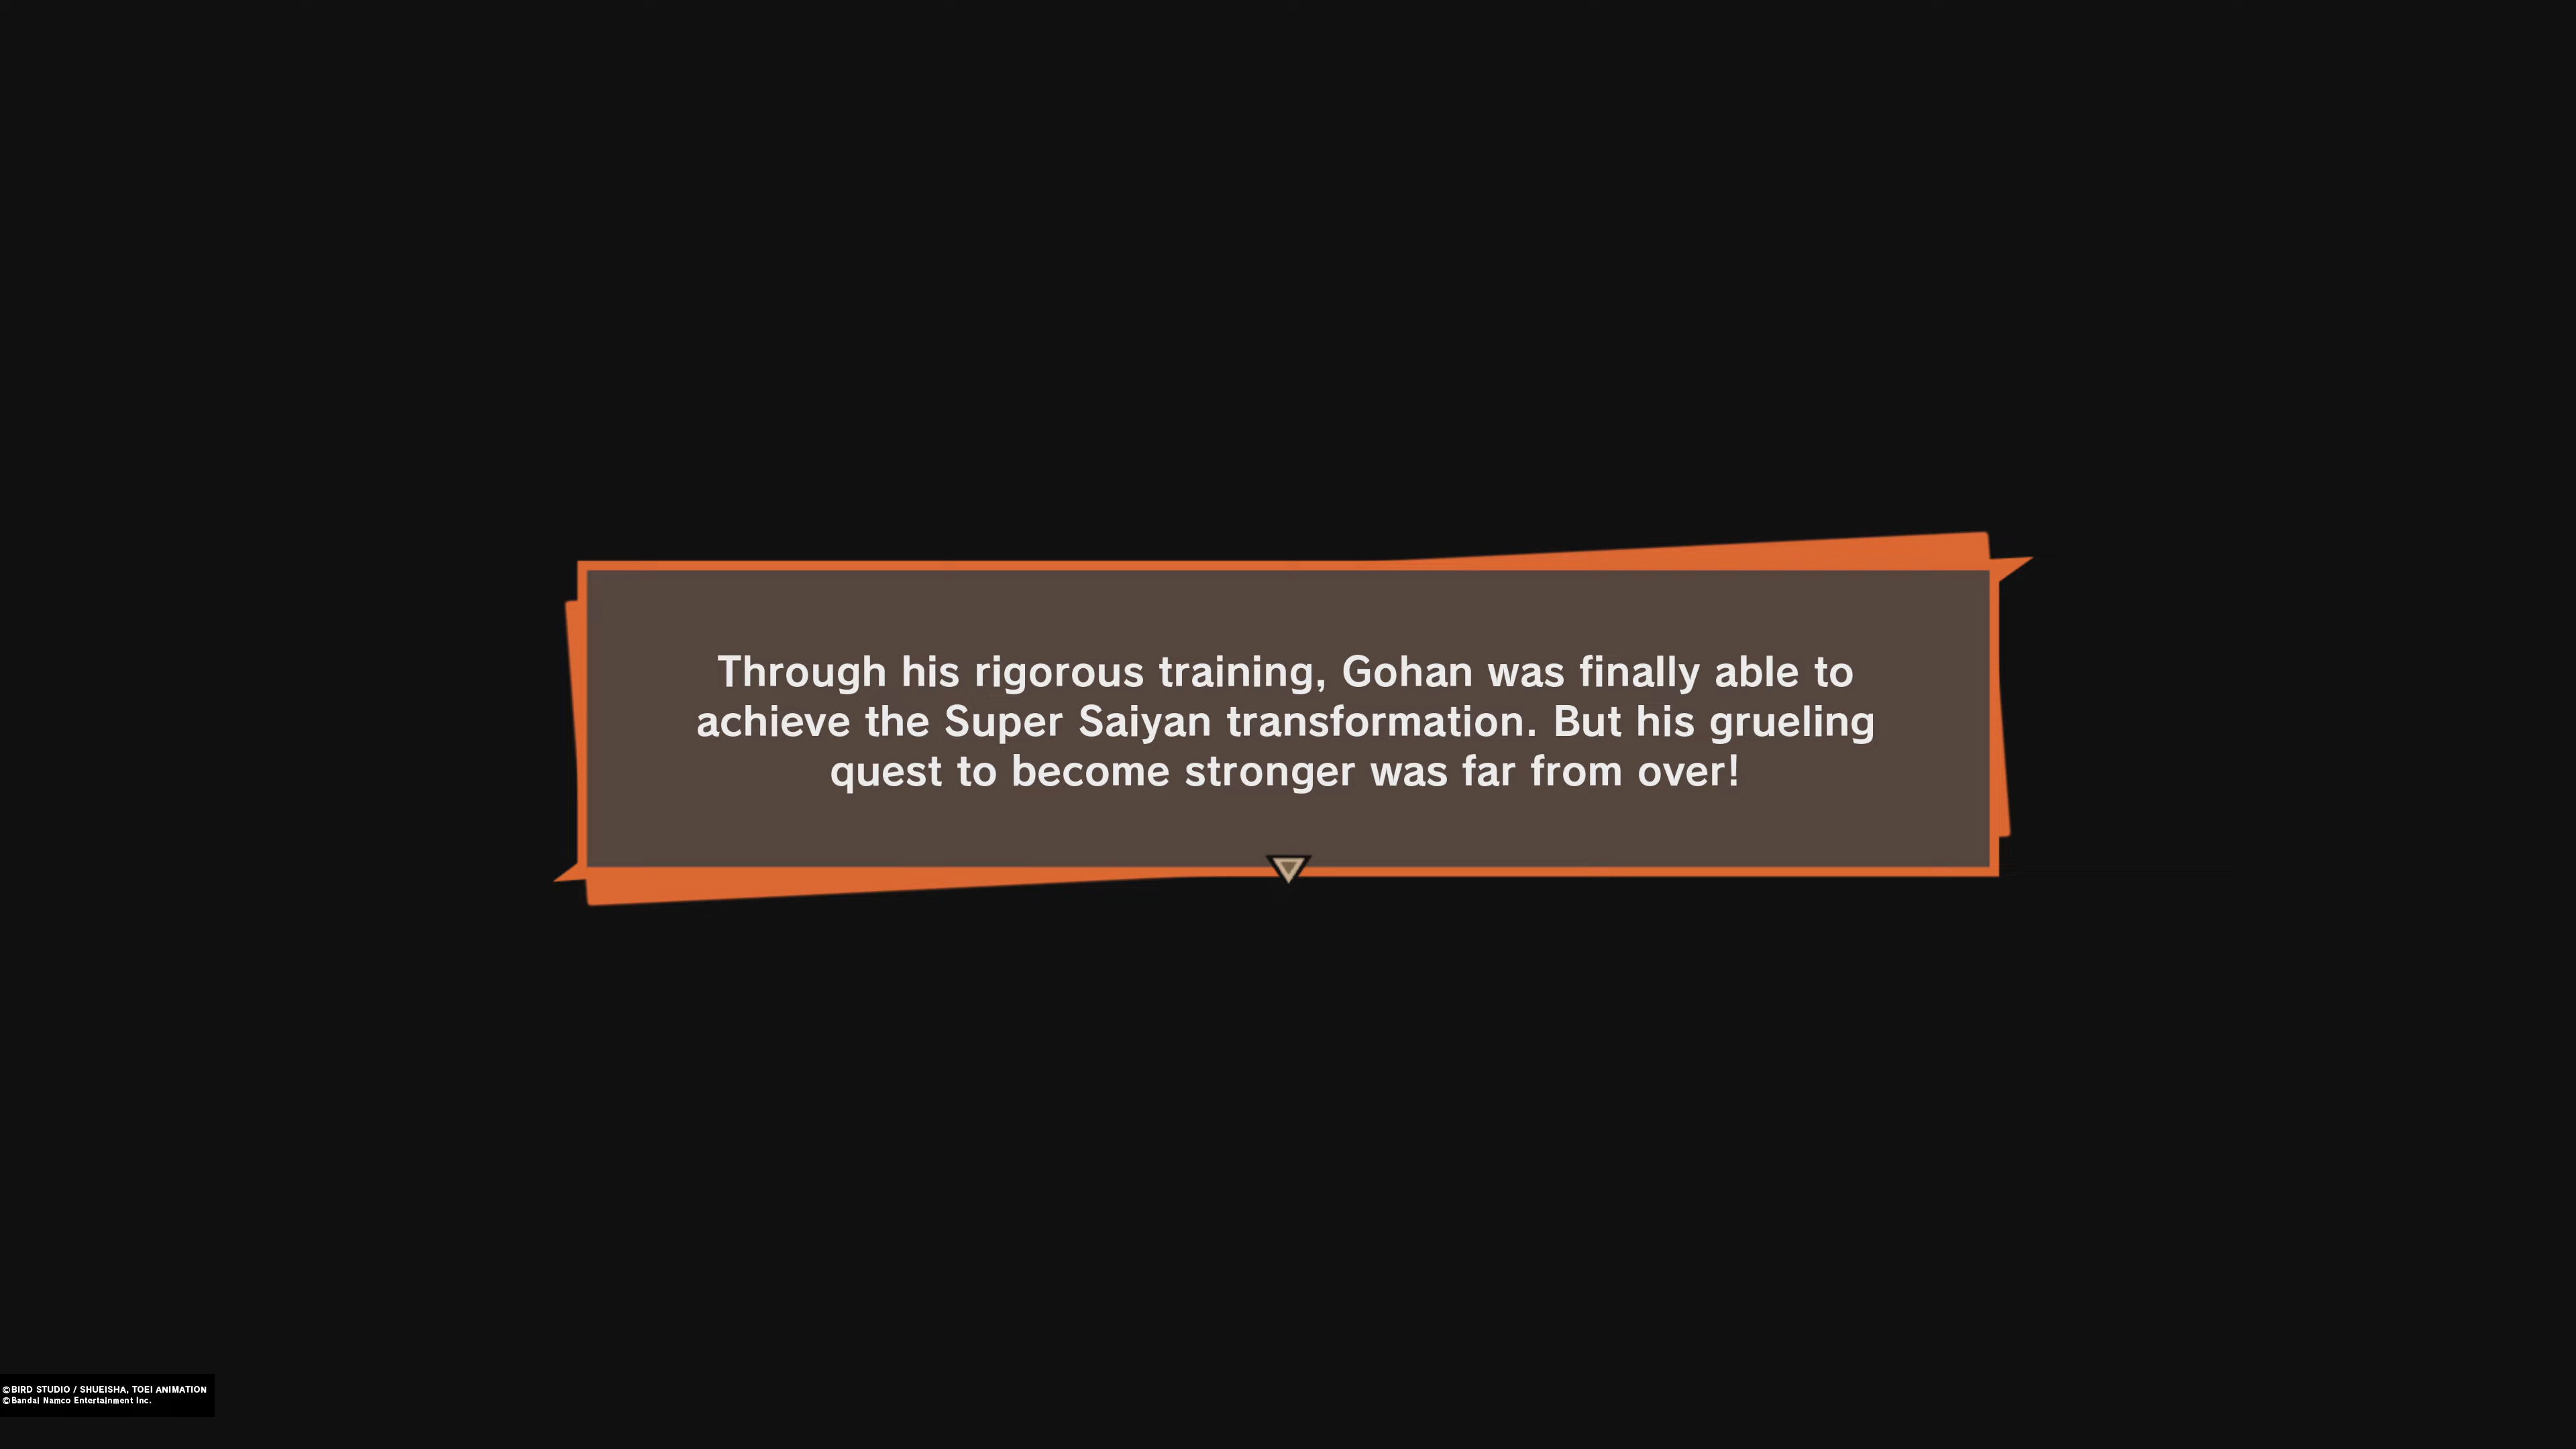 Through his rigorous training, Gohan was finally able to
achieve the Super Saiyan transformation. But his grueling
quest to become stronger was far from over!
©BIRD STUDIO / SHUEISHA, TOEI ANIMATION
©Bandai Namco Entertainment Inc.